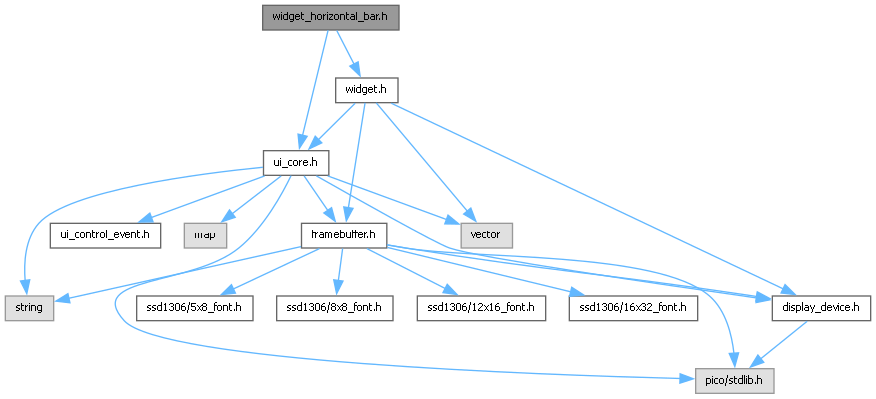 widget_horizontal_bar.h
widget.h
ui_core.h
ui_control_event.h
map
framebuffer.h
vector
string
ssd1306/5x8_font.h
ssd1306/8x8_font.h
ssd1306/12x16_font.h
ssd1306/16x32_font.h
display_device.h
pico/stdlib.h